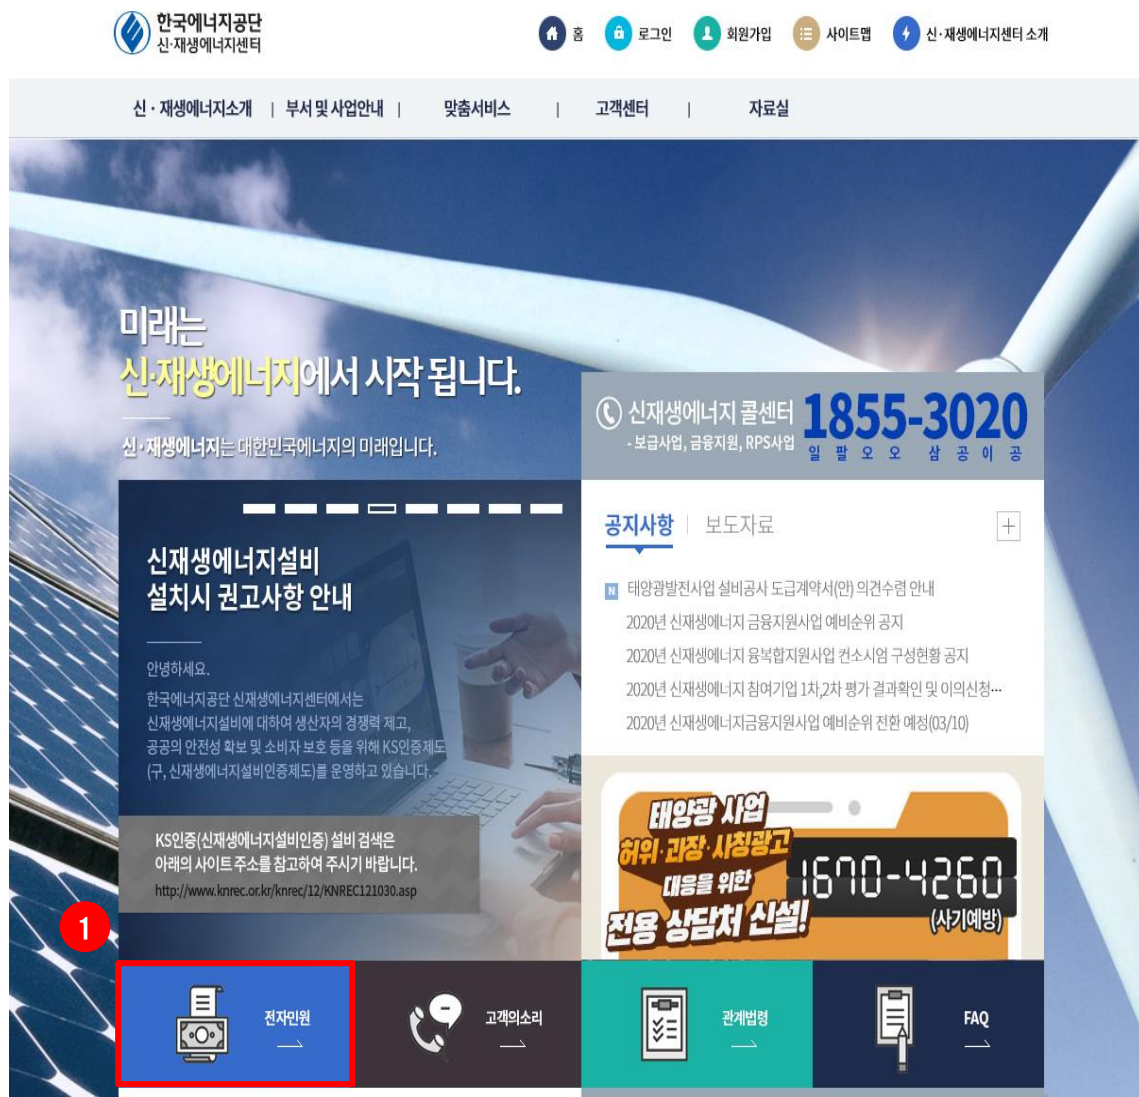 한국에너지공단
신·재생에너지센터
홈
로그인
회원가입
사이트맵
신·재생에너지센터 소개
신·재생에너지소개 | 부서 및 사업안내 | 맞춤서비스 | 고객센터 | 자료실
미래는
신·재생에너지에서 시작 됩니다.
신·재생에너지는 대한민국에너지의 미래입니다.
신재생에너지 콜센터 1855-3020
- 보급사업, 금융지원, RPS사업
일 팔 오 오 삼 공 이 공
신재생에너지설비
설치시 권고사항 안내
안녕하세요.
한국에너지공단 신재생에너지센터에서는
신재생에너지설비에 대하여 생산자의 경쟁력 제고,
공공의 안전성 확보 및 소비자 보호 등을 위해 KS인증제도
(구, 신재생에너지설비인증제도)를 운영하고 있습니다.
KS인증(신재생에너지설비인증) 설비 검색은
아래의 사이트 주소를 참고하여 주시기 바랍니다.
http://www.knrec.or.kr/knrec/12/KNREC121030.asp
공지사항 보도자료
N 태양광발전사업 설비공사 도급계약서(안) 의견수렴 안내
2020년 신재생에너지 금융지원사업 예비순위 공지
2020년 신재생에너지 융복합지원사업 컨소시엄 구성현황 공지
2020년 신재생에너지 참여기업 1차,2차 평가 결과확인 및 이의신청···
2020년 신재생에너지금융지원사업 예비순위 전환 예정(03/10)
태양광 사업
허위·과장·사칭광고
대응을 위한
전용 상담처 신설!
1670-4260
(사기예방)
1
전자민원
고객의소리
관계법령
FAQ